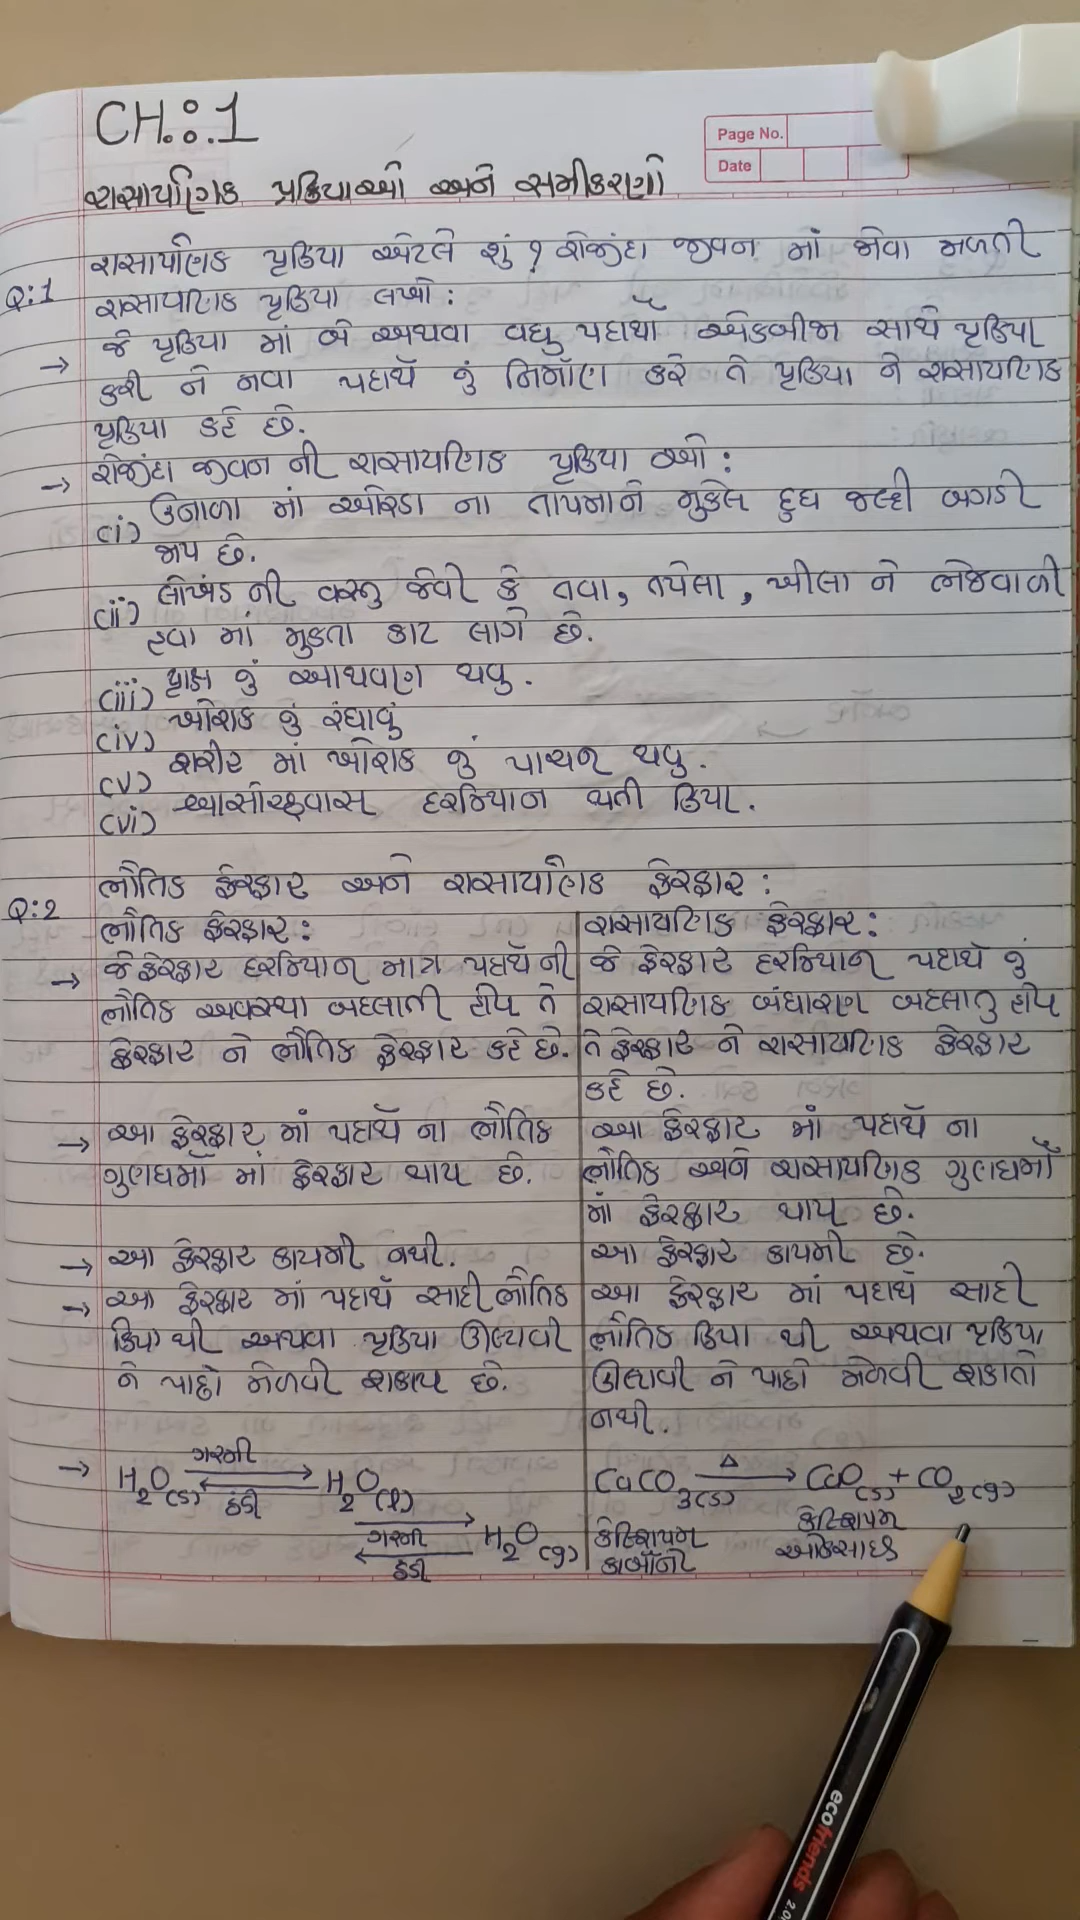 CH.:1
Page No.
Date
રાસાયણિક પ્રક્રિયાઓ અને સમીકરણો
Q:1 રાસાયણિક પ્રક્રિયા એટલે શું? રોજીંદા જીવન માં જોવા મળતી
રાસાયણિક પ્રક્રિયા લખો:
→ જે પ્રક્રિયા માં બે અથવા વધુ પદાર્થો એકબીજા સાથે પ્રક્રિયા
કરી ને નવા પદાર્થ નું નિર્માણ કરે તે પ્રક્રિયા ને રાસાયણિક
પ્રક્રિયા કહે છે.
→ રોજીંદા જીવન ની રાસાયણિક પ્રક્રિયા ઓ:
(i) ઉનાળા માં ઓરડા ના તાપમાને મુકેલ દુધ જલ્દી બગડી
જાય છે.
(ii) લોખંડ ની વસ્તુ જેવી કે તવા, તપેલા, ખીલા ને ભેજવાળી
હવા માં મુકતા કાટ લાગે છે.
(iii) દ્રાક્ષ નું આથવણ થવુ.
(iv) ખોરાક નું રંધાવું
(v) શરીર માં ખોરાક નું પાચન થવુ.
(vi) શ્વાસોચ્છવાસ દરમિયાન થતી ક્રિયા.
Q:2 ભૌતિક ફેરફાર અને રાસાયણિક ફેરફાર:
ભૌતિક ફેરફાર: રાસાયણિક ફેરફાર:
→ જે ફેરફાર દરમિયાન માત્ર પદાર્થ ની જે ફેરફાર દરમિયાન પદાર્થ નું
ભૌતિક અવસ્થા બદલાતી હોય તે રાસાયણિક બંધારણ બદલાતુ હોય
ફેરફાર ને ભૌતિક ફેરફાર કહે છે. તે ફેરફાર ને રાસાયણિક ફેરફાર
કહે છે.
→ આ ફેરફાર માં પદાર્થ ના ભૌતિક આ ફેરફાર માં પદાર્થ ના
ગુણધર્મો માં ફેરફાર થાય છે. ભૌતિક અને રાસાયણિક ગુણધર્મો
માં ફેરફાર થાય છે.
→ આ ફેરફાર કાયમી નથી. આ ફેરફાર કાયમી છે.
→ આ ફેરફાર માં પદાર્થ સાદી ભૌતિક આ ફેરફાર માં પદાર્થ સાદી
ક્રિયા થી અથવા પ્રક્રિયા ઊલટાવી ભૌતિક ક્રિયા થી અથવા પ્રક્રિયા
ને પાછો મેળવી શકાય છે. ઊલટાવી ને પાછો મેળવી શકાતો
નથી.
→ H₂O(s) ગરમી ⇄ ઠંડી H₂O(l) CaCO₃(s) Δ→ CaO(s) + CO₂(g)
ગરમી ⇄ ઠંડી H₂O(g) કેલ્શિયમ કેલ્શિયમ
કાર્બોને ઓક્સાઇડ
ecofriends 2.0